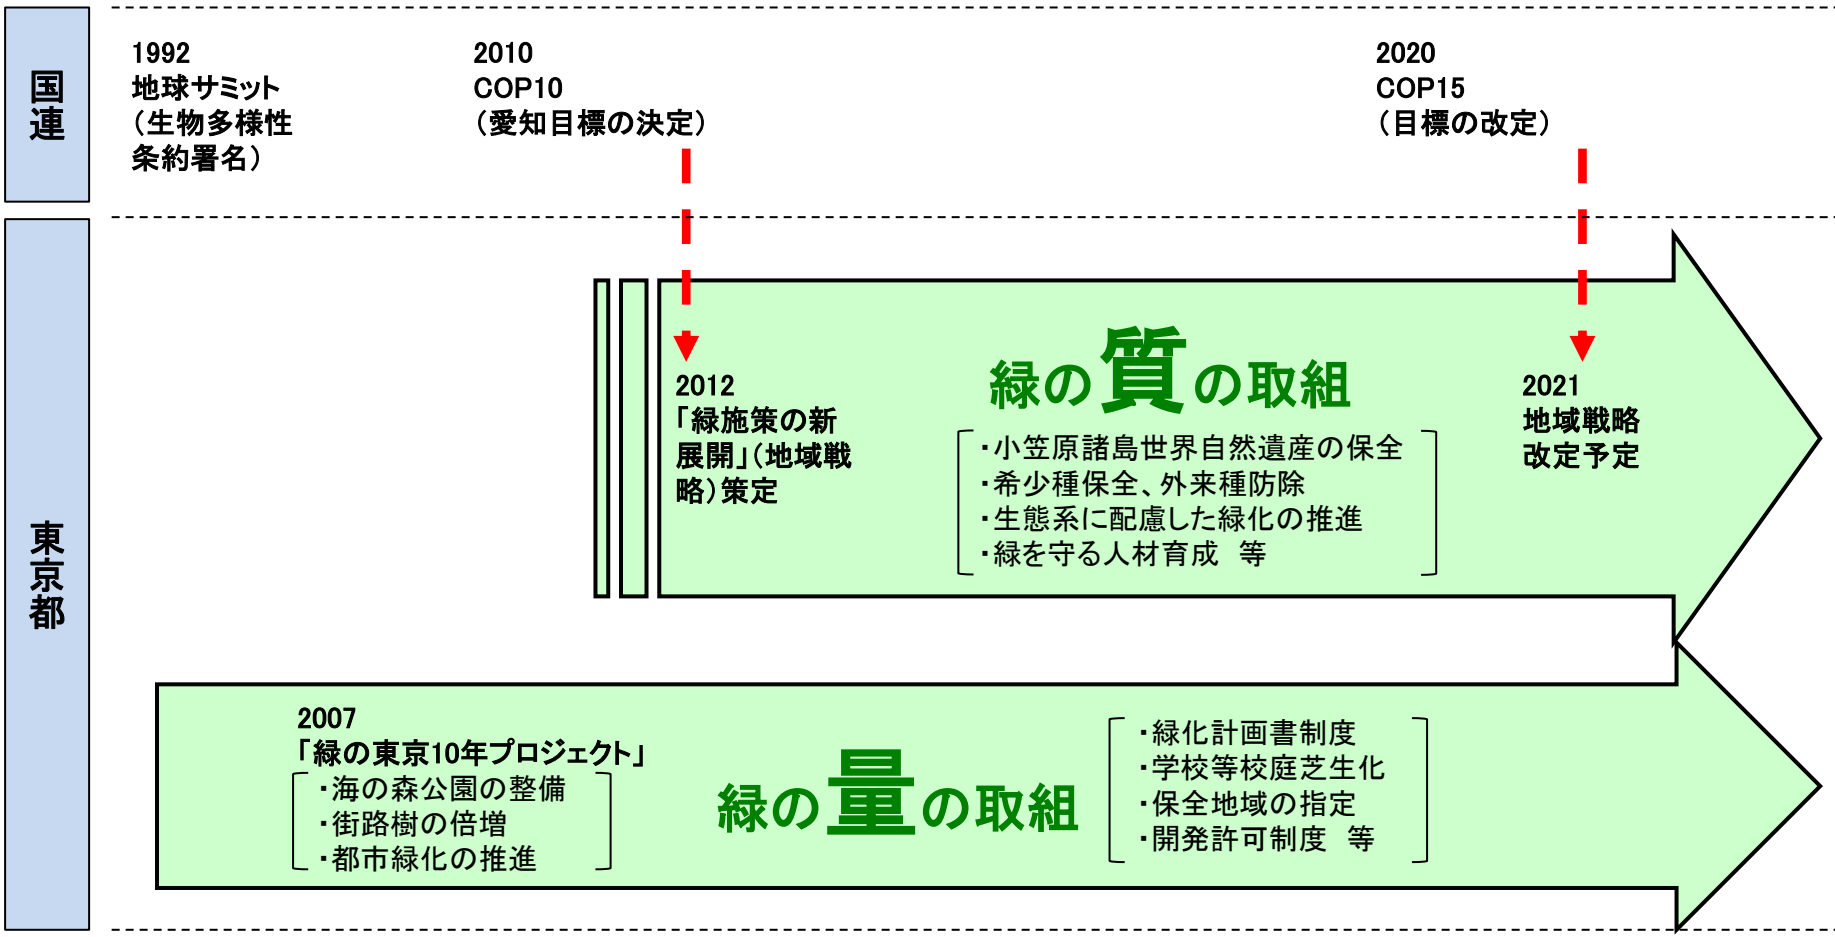 国連
1992
地球サミット
（生物多様性
条約署名）
2010
COP10
（愛知目標の決定）
2020
COP15
（目標の改定）
東京都
2012
「緑施策の新
展開」（地域戦
略）策定
緑の質の取組
・小笠原諸島世界自然遺産の保全
・希少種保全、外来種防除
・生態系に配慮した緑化の推進
・緑を守る人材育成　等
2021
地域戦略
改定予定
2007
「緑の東京10年プロジェクト」
・海の森公園の整備
・街路樹の倍増
・都市緑化の推進
緑の量の取組
・緑化計画書制度
・学校等校庭芝生化
・保全地域の指定
・開発許可制度　等